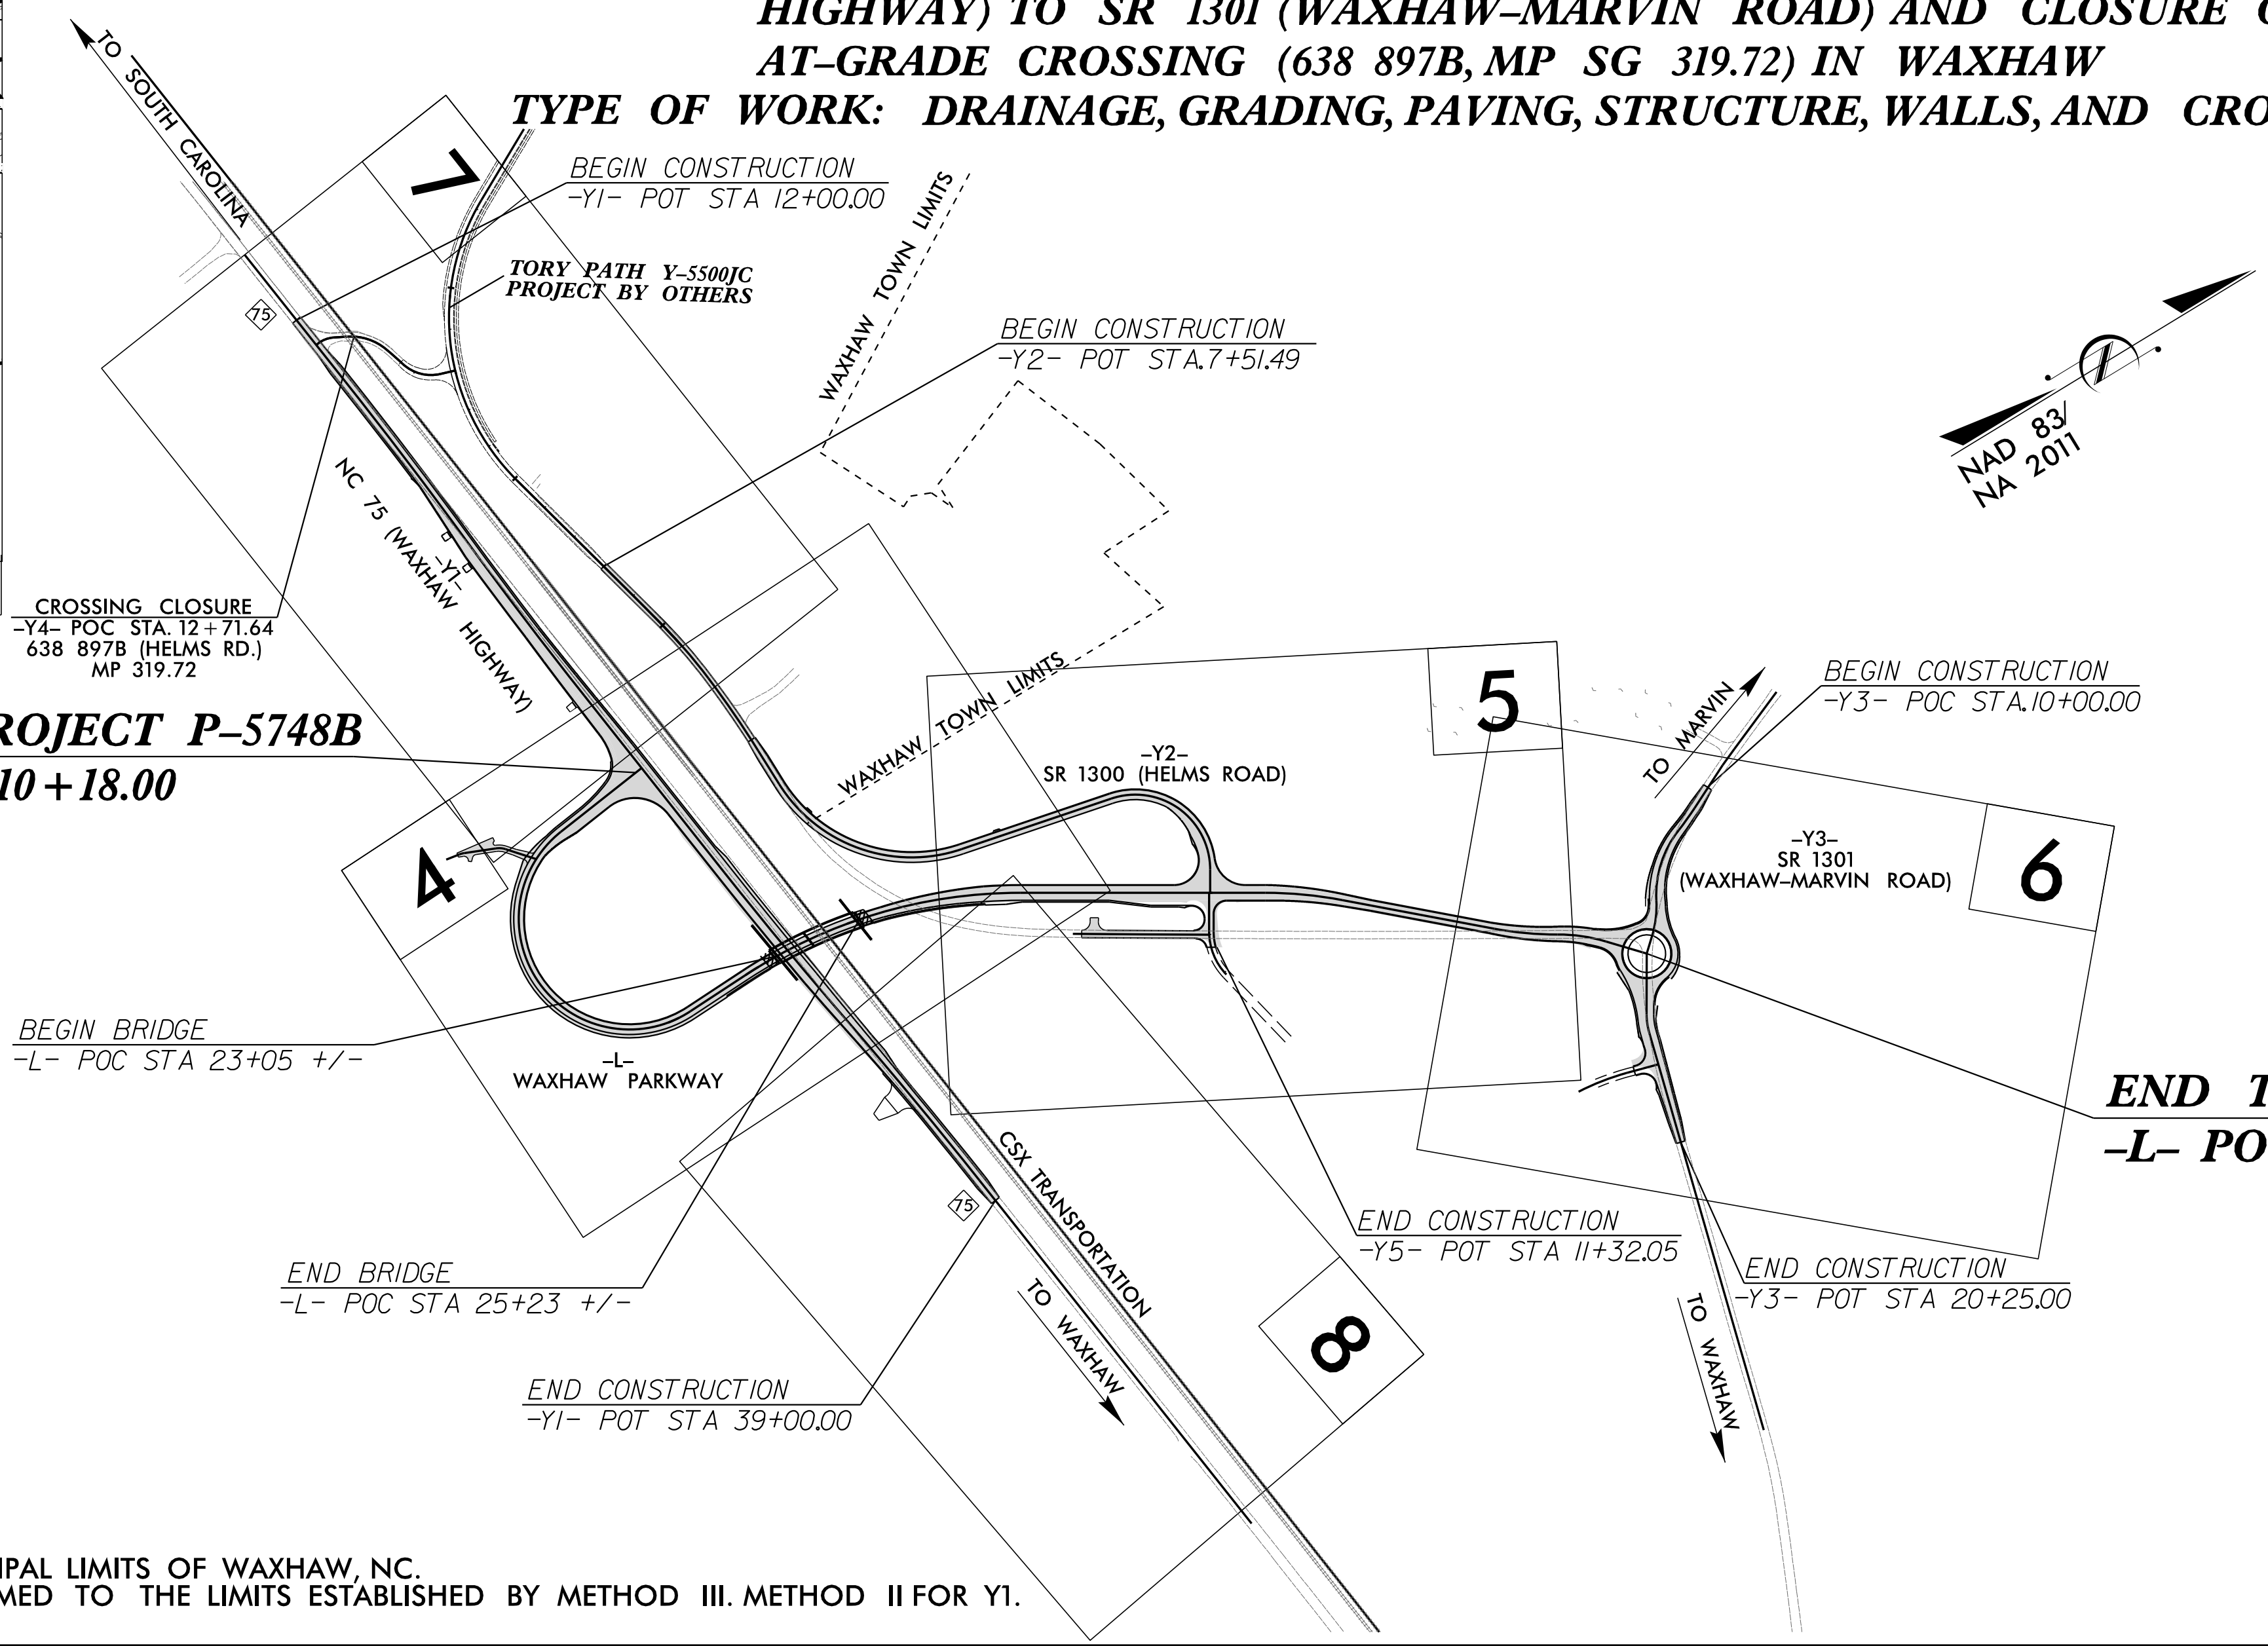 HIGHWAY) TO SR 1301 (WAXHAW–MARVIN ROAD) AND CLOSURE
AT–GRADE CROSSING (638 897B, MP SG 319.72) IN WAXHAW
TYPE OF WORK: DRAINAGE, GRADING, PAVING, STRUCTURE, WALLS, AND
TO SOUTH CAROLINA
7
BEGIN CONSTRUCTION
-Y1- POT STA 12+00.00
TORY PATH Y–5500JC
PROJECT BY OTHERS
WAXHAW TOWN LIMITS
BEGIN CONSTRUCTION
-Y2- POT STA.7+51.49
75
NAD 83/
NA 2011
NC 75 (WAXHAW HIGHWAY)
-Y1-
CROSSING CLOSURE
-Y4- POC STA. 12+71.64
638 897B (HELMS RD.)
MP 319.72
ROJECT P–5748B
10+18.00
WAXHAW TOWN LIMITS
5
-Y2-
SR 1300 (HELMS ROAD)
TO MARVIN
BEGIN CONSTRUCTION
-Y3- POC STA.10+00.00
-Y3-
SR 1301
(WAXHAW–MARVIN ROAD)
6
4
BEGIN BRIDGE
-L- POC STA 23+05 +/-
-L-
WAXHAW PARKWAY
END T
-L- PO
CSX TRANSPORTATION
75
END CONSTRUCTION
-Y5- POT STA 11+32.05
END CONSTRUCTION
-Y3- POT STA 20+25.00
END BRIDGE
-L- POC STA 25+23 +/-
TO WAXHAW
TO WAXHAW
8
END CONSTRUCTION
-Y1- POT STA 39+00.00
IPAL LIMITS OF WAXHAW, NC.
MED TO THE LIMITS ESTABLISHED BY METHOD III. METHOD II FOR Y1.